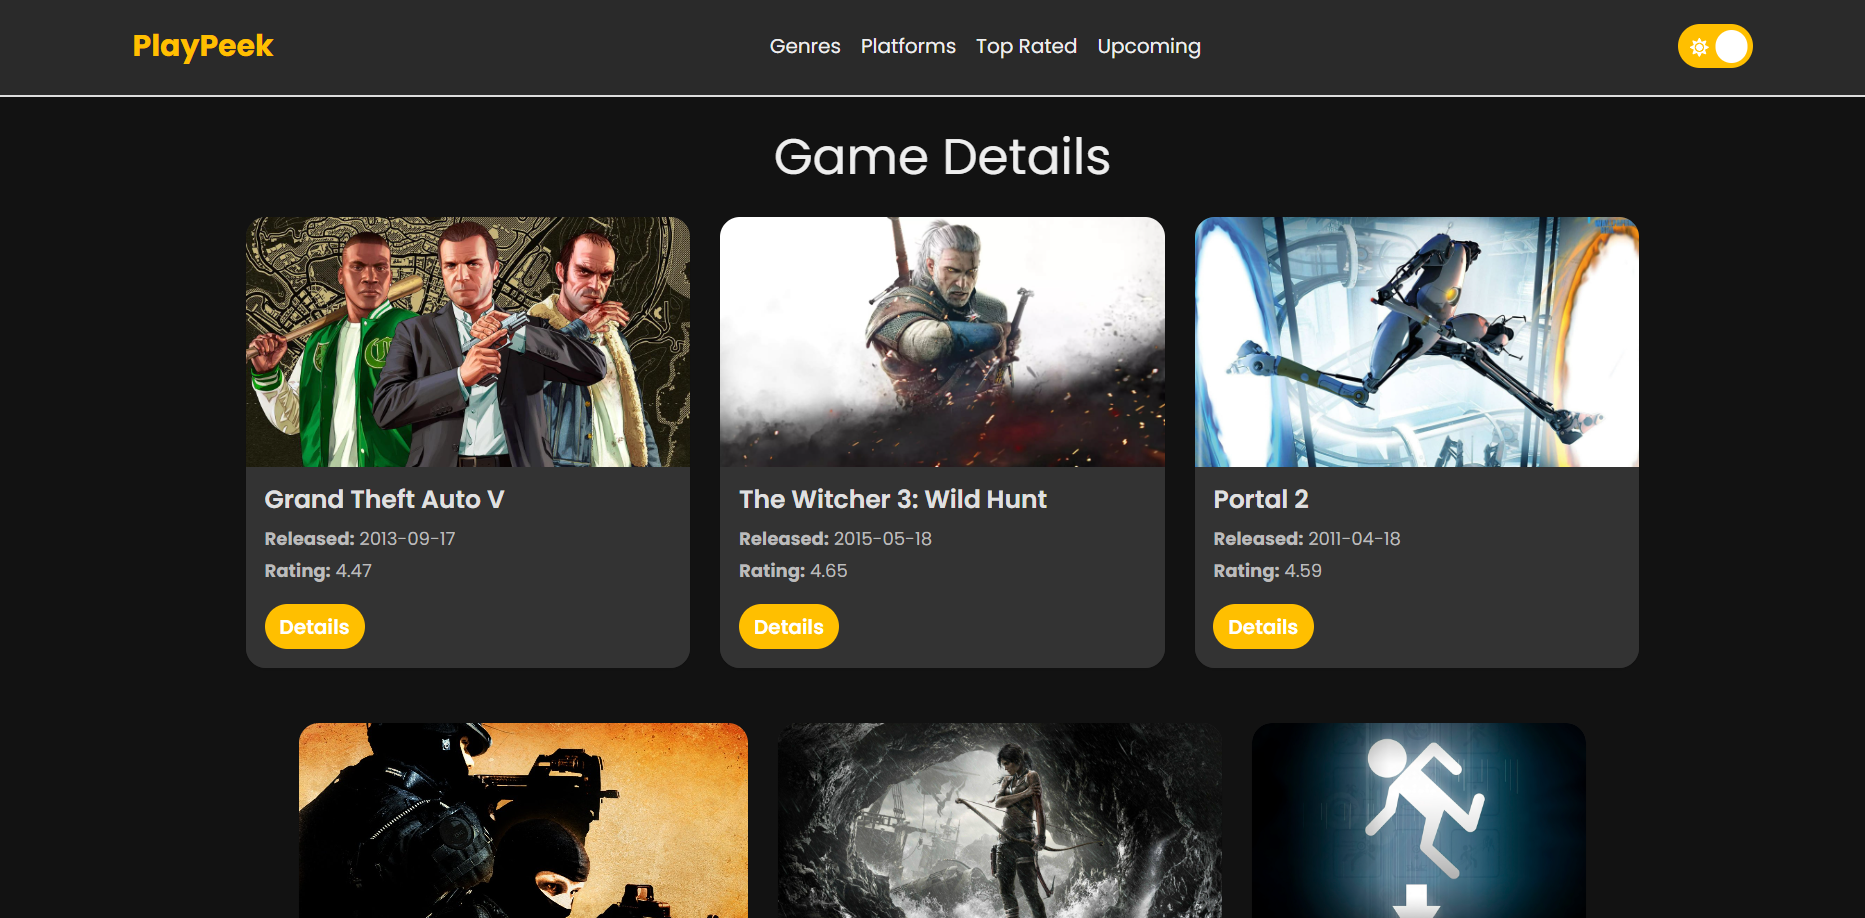 PlayPeek
Genres Platforms Top Rated Upcoming
Game Details
Grand Theft Auto V
Released: 2013-09-17
Rating: 4.47
Details
The Witcher 3: Wild Hunt
Released: 2015-05-18
Rating: 4.65
Details
Portal 2
Released: 2011-04-18
Rating: 4.59
Details